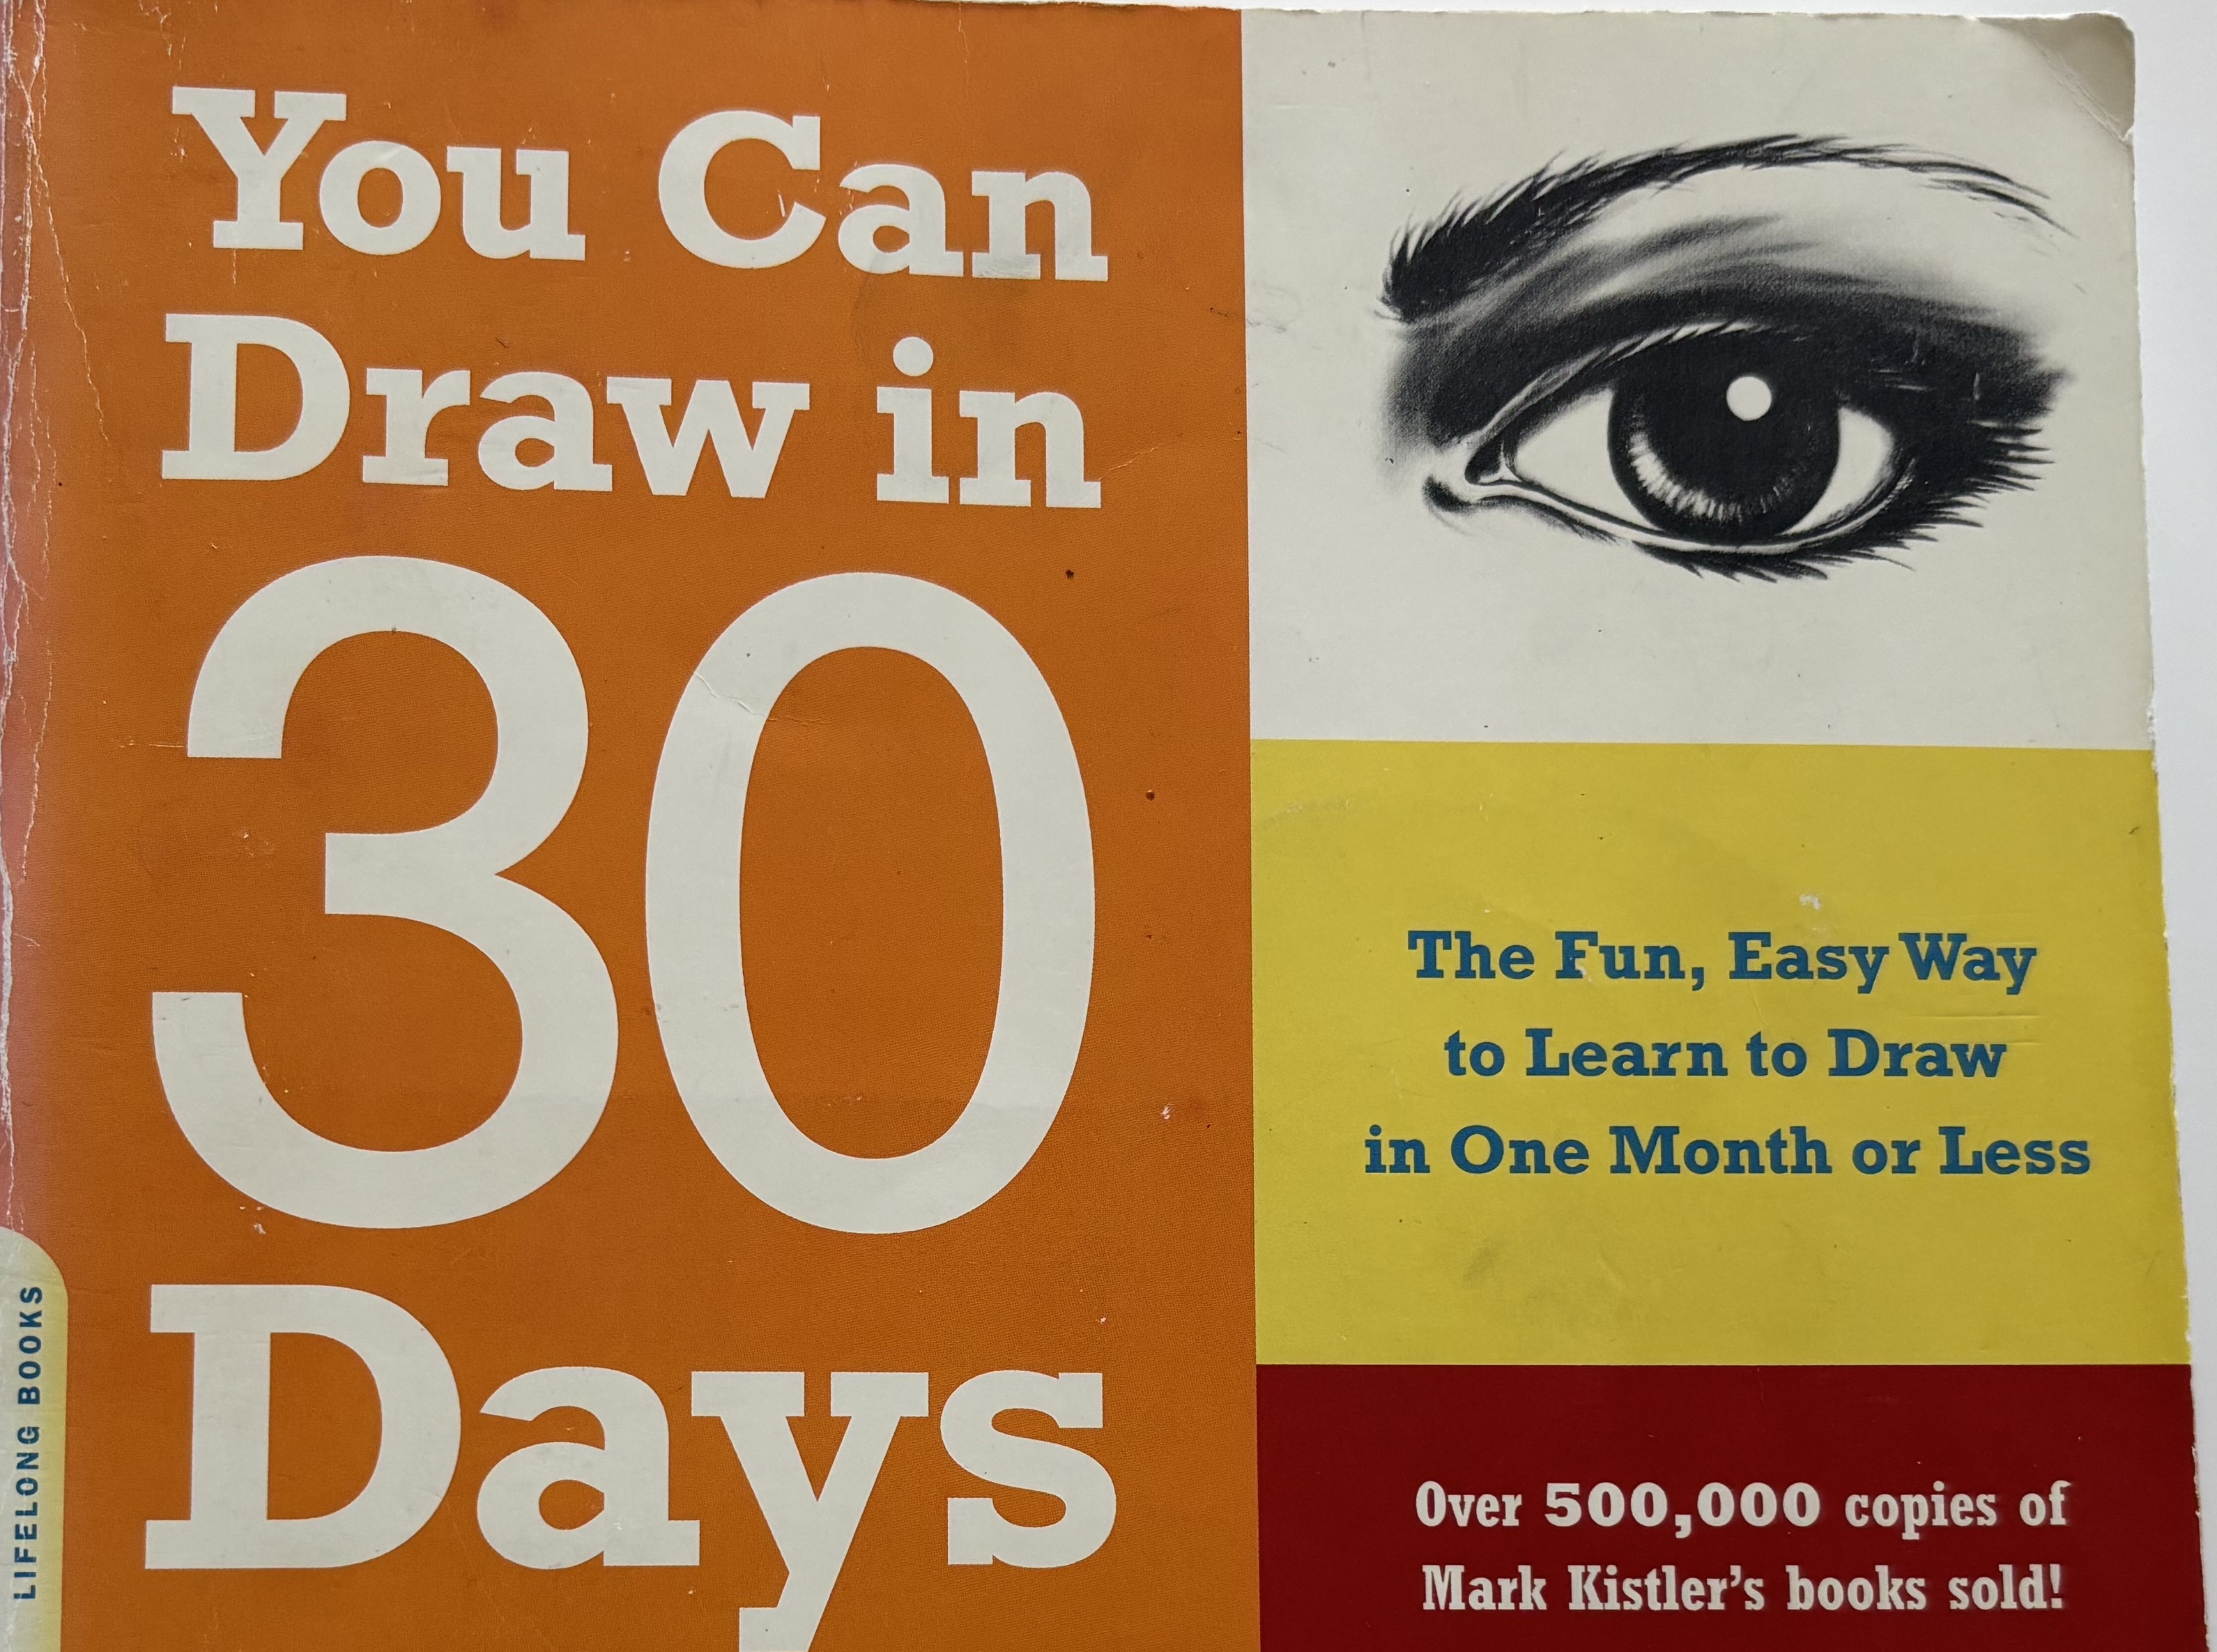 You Can
Draw in
30
Days
The Fun, Easy Way
to Learn to Draw
in One Month or Less
Over 500,000 copies of
Mark Kistler's books sold!
LIFELONG BOOKS